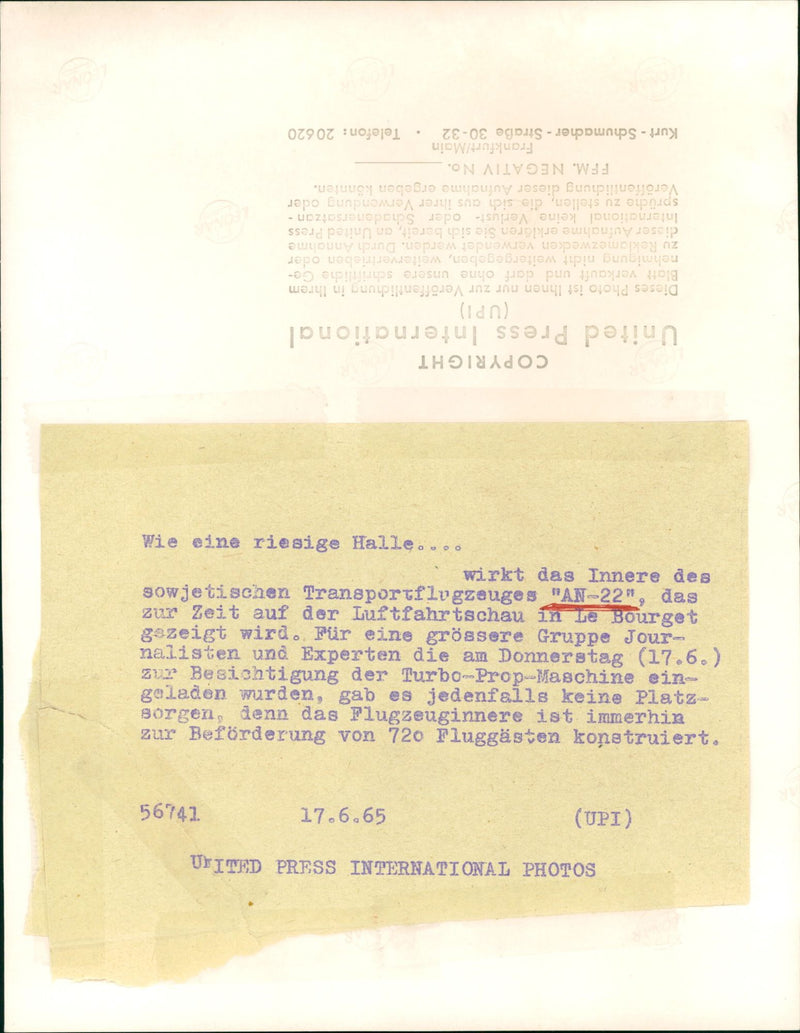 COPYRIGHT
United Press International
(UPI)
Dieses Photo ist Ihnen nur zur Veröffentlichung in Ihrem
Blatt verkauft und darf ohne unsere schriftliche Ge-
nehmigung nicht weitergegeben, weitervertrieben oder
zu Reklamezwecken verwendet werden. Durch Annahme
dieser Aufnahme erklären Sie sich bereit, an United Press
International keine Verlust- oder Schadenersatzan-
sprüche zu stellen, die sich aus ihrer Verwendung oder
Veröffentlichung dieser Aufnahme ergeben könnten.
FFM. NEGATIV No.
Frankfurt/Main
Kurt-Schumacher-Straße 30-32 · Telefon: 20620
Wie eine riesige Halle....
wirkt das Innere des
sowjetischen Transportflugzeuges "AN-22", das
zur Zeit auf der Luftfahrtschau in Le Bourget
gezeigt wird. Für eine grössere Gruppe Jour-
nalisten und Experten die am Donnerstag (17.6.)
zur Besichtigung der Turbo-Prop-Maschine ein-
geladen wurden, gab es jedenfalls keine Platz-
sorgen, denn das Flugzeuginnere ist immerhin
zur Beförderung von 72o Fluggästen konstruiert.
56741 17.6.65 (UPI)
UNITED PRESS INTERNATIONAL PHOTOS